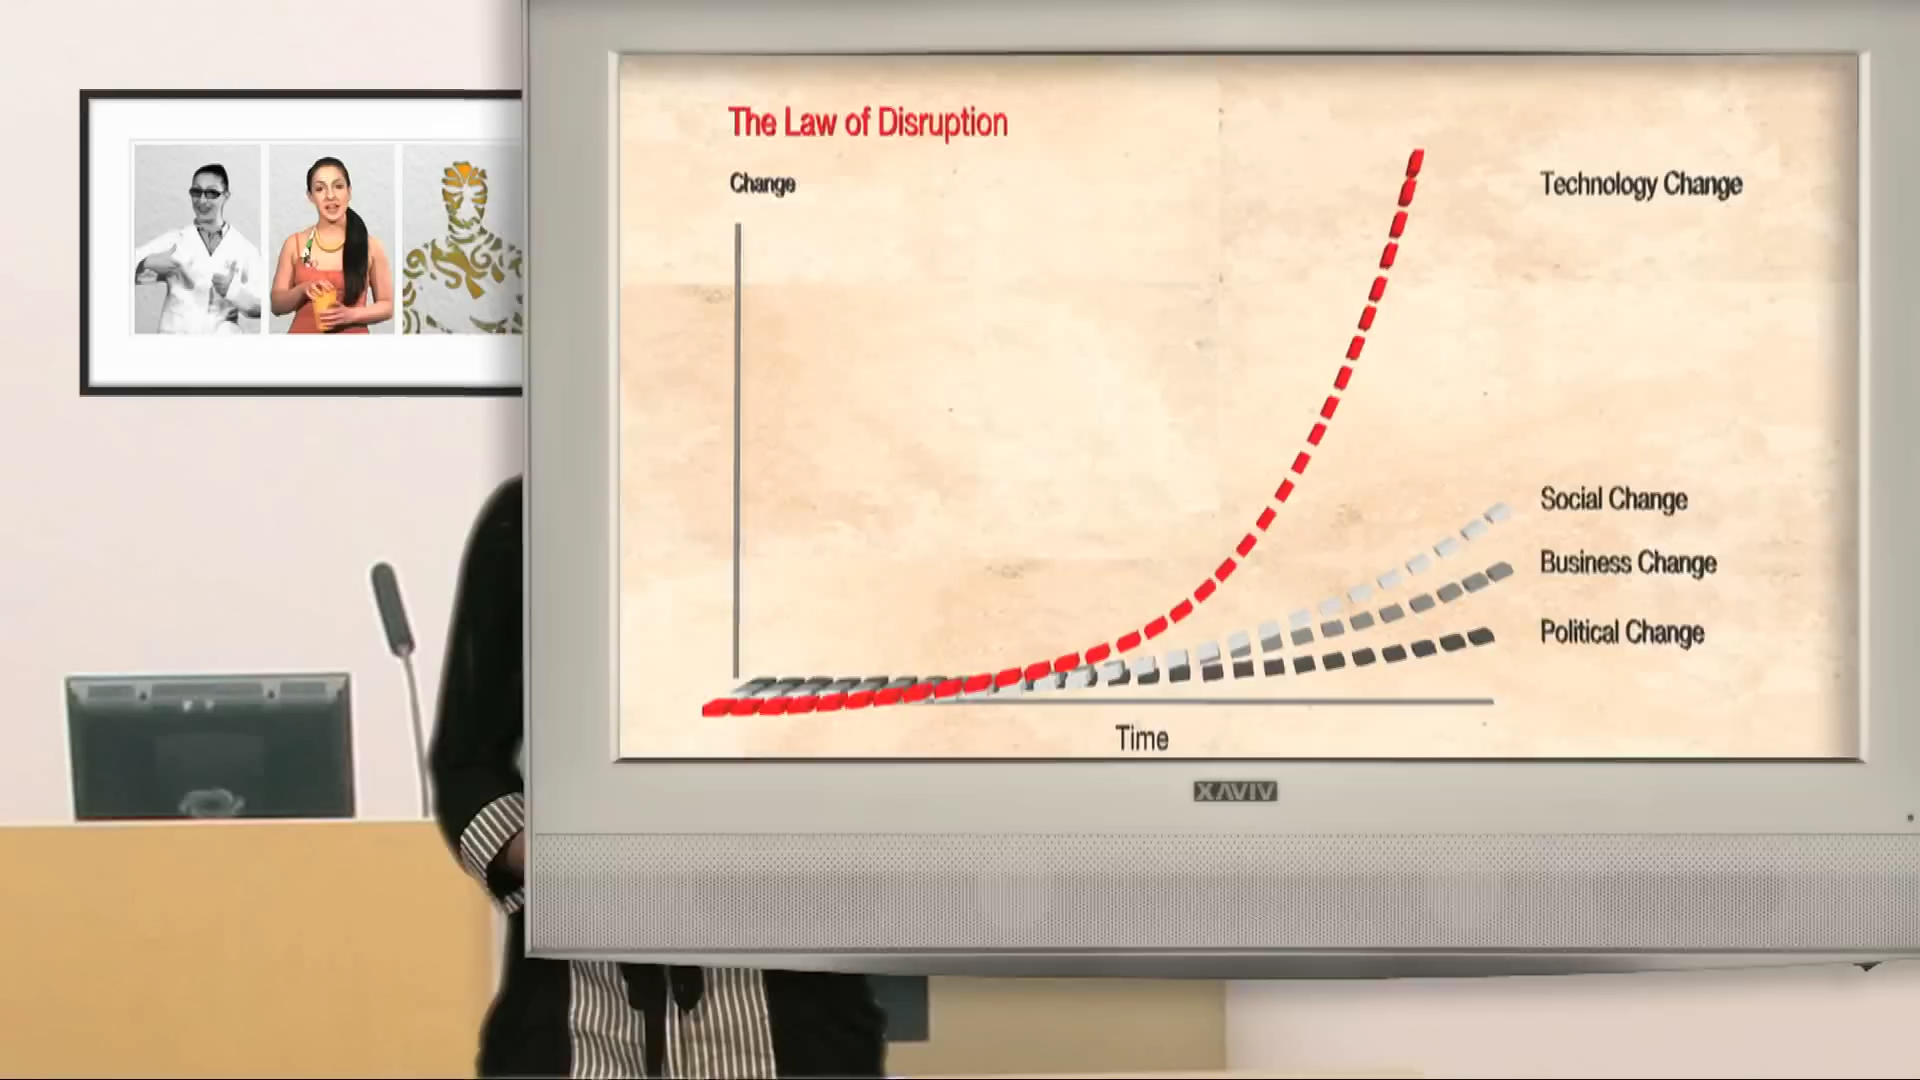 The Law of Disruption
Change
Technology Change
Social Change
Business Change
Political Change
Time
XAVIV